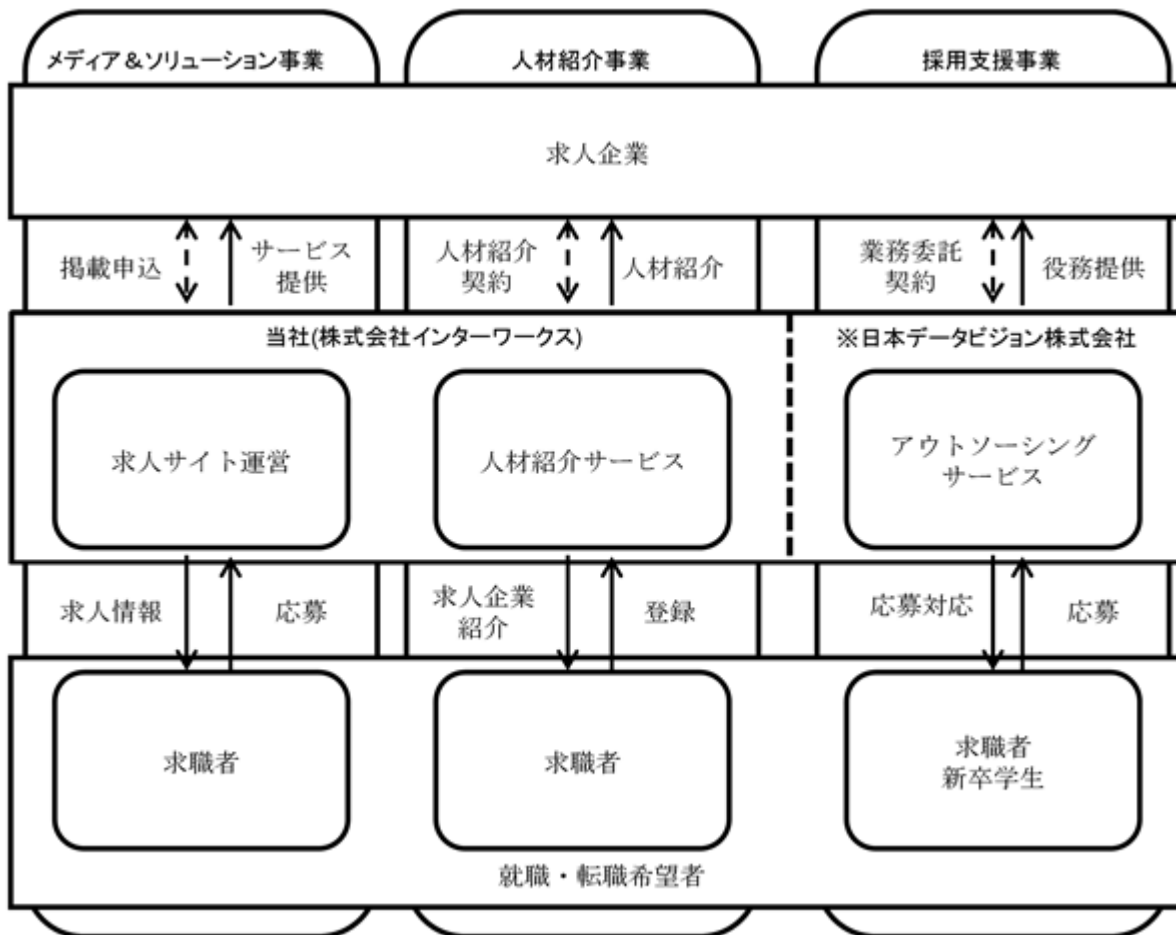 メディア＆ソリューション事業
人材紹介事業
採用支援事業
求人企業
掲載申込
サービス
提供
人材紹介
契約
人材紹介
業務委託
契約
役務提供
当社(株式会社インターワークス)
※日本データビジョン株式会社
求人サイト運営
人材紹介サービス
アウトソーシング
サービス
求人情報
応募
求人企業
紹介
登録
応募対応
応募
求職者
求職者
求職者
新卒学生
就職・転職希望者